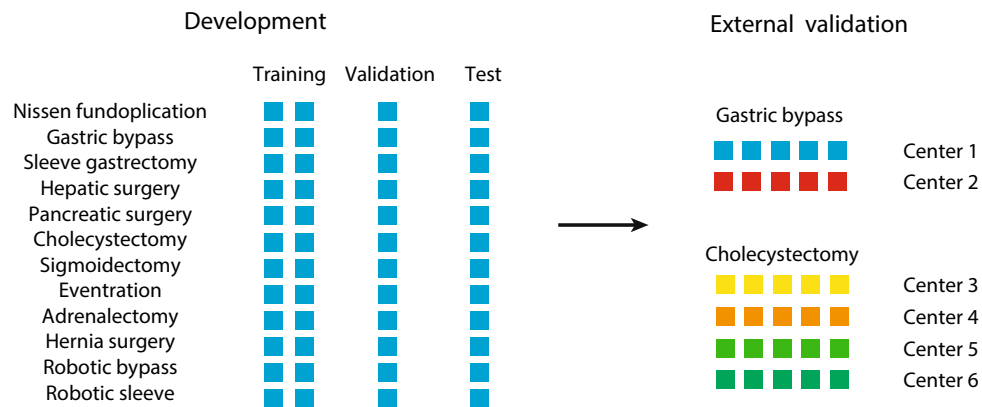 Development
External validation
Training Validation Test
Nissen fundoplication
Gastric bypass
Sleeve gastrectomy
Hepatic surgery
Pancreatic surgery
Cholecystectomy
Sigmoidectomy
Eventration
Adrenalectomy
Hernia surgery
Robotic bypass
Robotic sleeve
Gastric bypass
Center 1
Center 2
Cholecystectomy
Center 3
Center 4
Center 5
Center 6